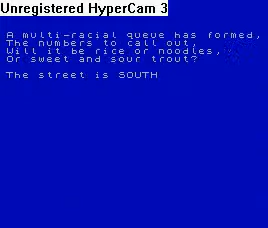 Unregistered HyperCam 3
A multi-racial queue has formed,
The numbers to call out,
Will it be rice or noodles,
Or sweet and sour trout?
The street is SOUTH